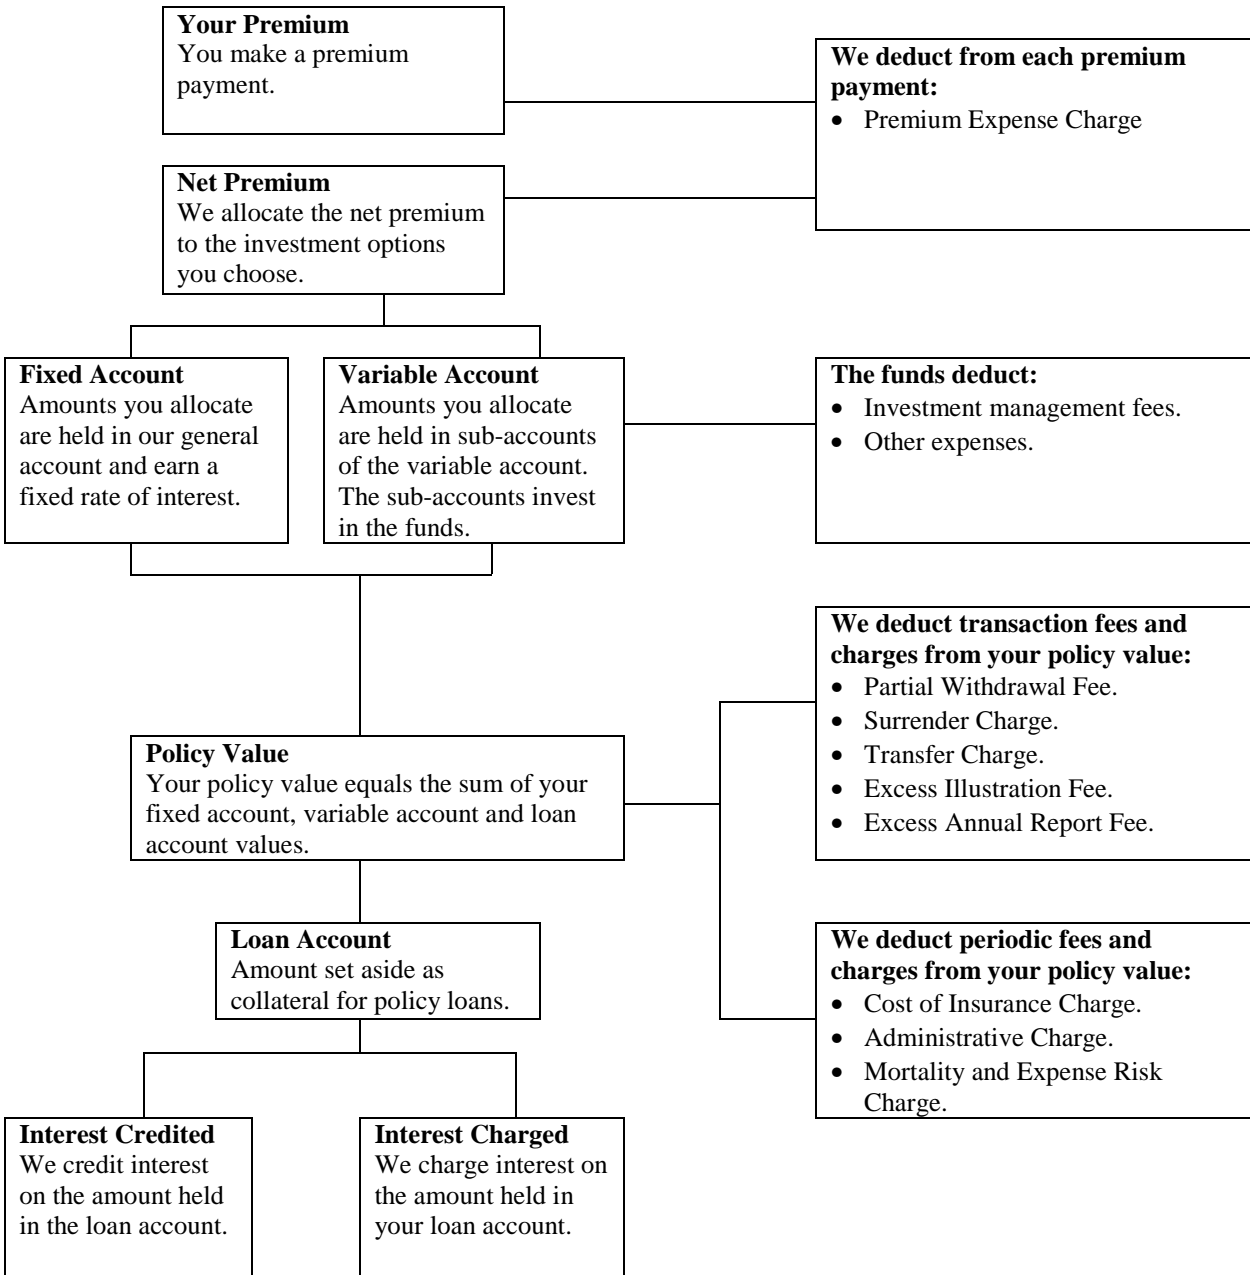 Your Premium
You make a premium
payment.
We deduct from each premium
payment:
• Premium Expense Charge
Net Premium
We allocate the net premium
to the investment options
you choose.
Fixed Account
Amounts you allocate
are held in our general
account and earn a
fixed rate of interest.
Variable Account
Amounts you allocate
are held in sub-accounts
of the variable account.
The sub-accounts invest
in the funds.
The funds deduct:
• Investment management fees.
• Other expenses.
We deduct transaction fees and
charges from your policy value:
• Partial Withdrawal Fee.
• Surrender Charge.
• Transfer Charge.
• Excess Illustration Fee.
• Excess Annual Report Fee.
Policy Value
Your policy value equals the sum of your
fixed account, variable account and loan
account values.
Loan Account
Amount set aside as
collateral for policy loans.
We deduct periodic fees and
charges from your policy value:
• Cost of Insurance Charge.
• Administrative Charge.
• Mortality and Expense Risk
Charge.
Interest Credited
We credit interest
on the amount held
in the loan account.
Interest Charged
We charge interest on
the amount held in
your loan account.